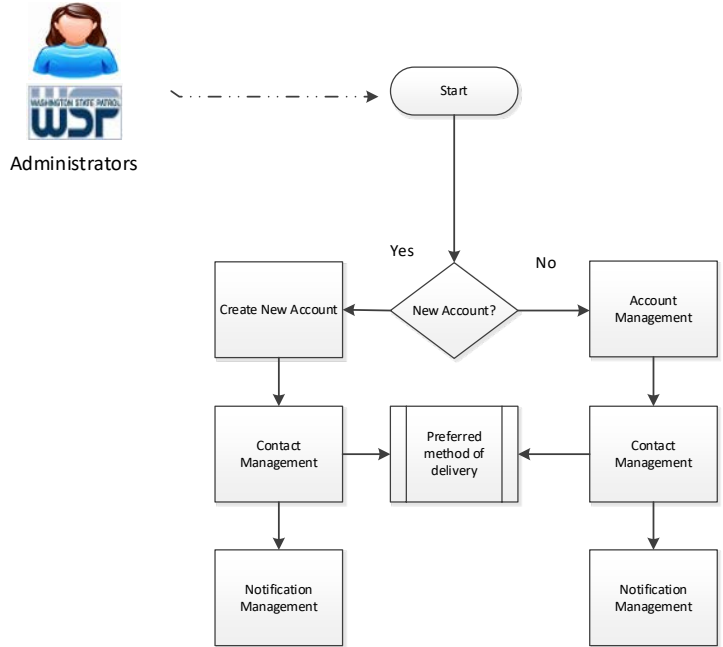 WASHINGTON STATE PATROL
WSP
Administrators
Start
Yes
No
Create New Account
New Account?
Account
Management
Contact
Management
Preferred
method of
delivery
Contact
Management
Notification
Management
Notification
Management